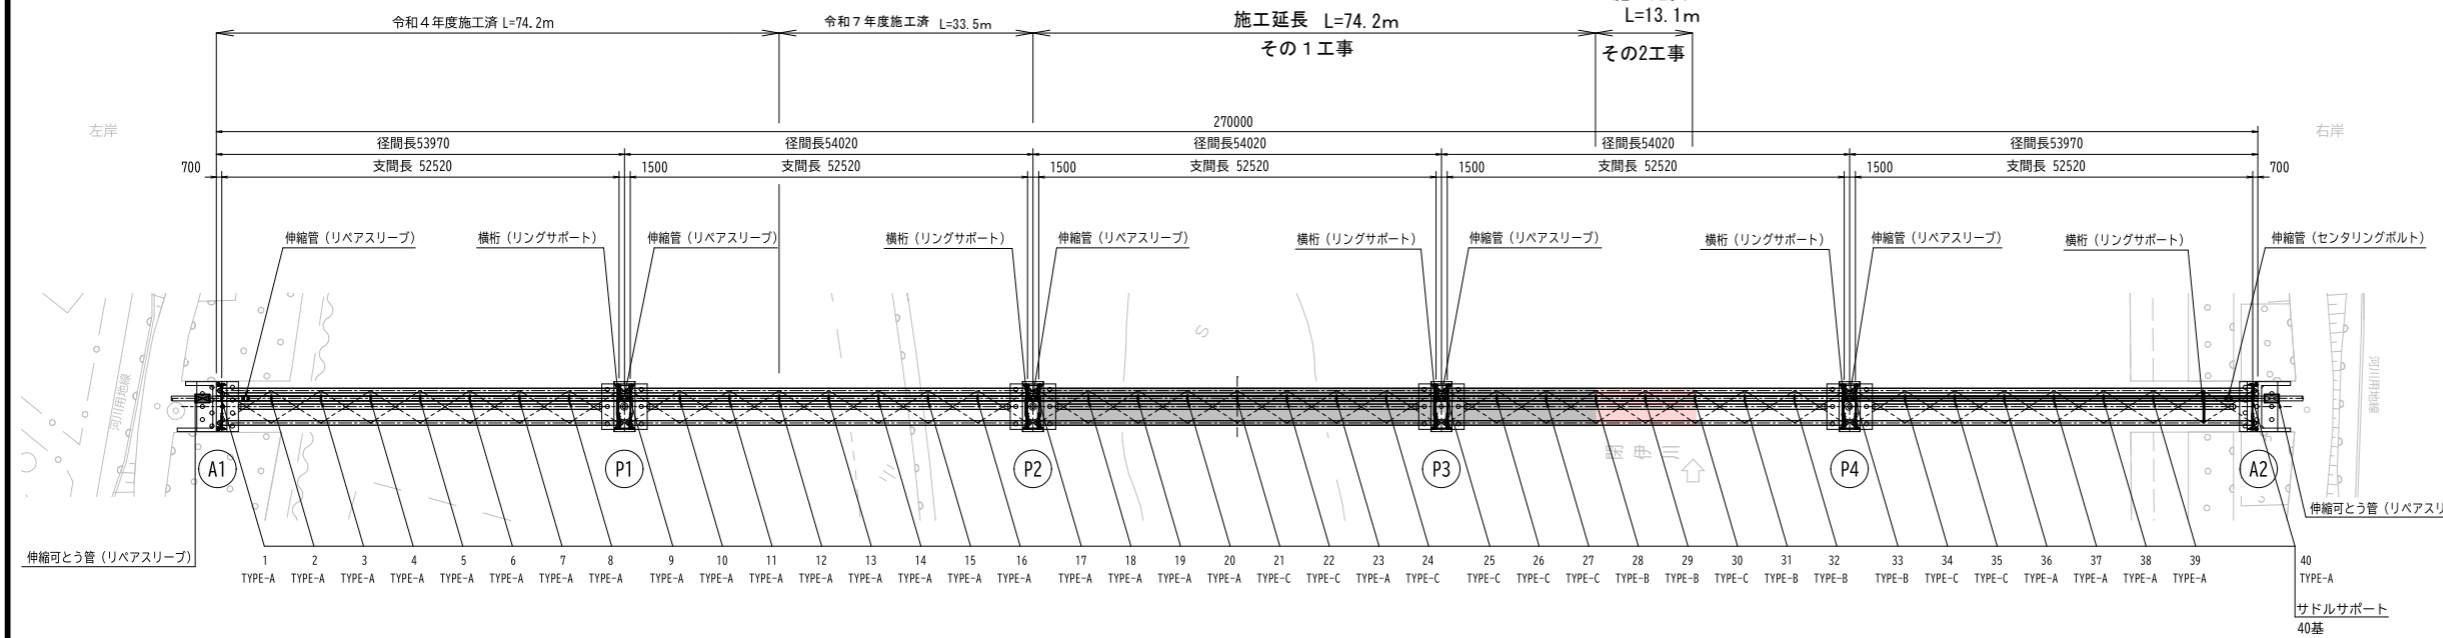 令和４年度施工済 L=74.2m
令和７年度施工済 L=33.5m
施工延長 L=74.2m
その１工事
L=13.1m
その2工事
左岸
右岸
270000
径間長53970 径間長54020 径間長54020 径間長54020 径間長53970
700 支間長 52520 1500 支間長 52520 1500 支間長 52520 1500 支間長 52520 1500 支間長 52520 700
伸縮管（リペアスリーブ） 横桁（リングサポート） 伸縮管（リペアスリーブ） 横桁（リングサポート） 伸縮管（リペアスリーブ） 横桁（リングサポート） 伸縮管（リペアスリーブ） 横桁（リングサポート） 伸縮管（リペアスリーブ） 横桁（リングサポート） 伸縮管（センタリングボルト）
河川用地線
河川用地線
川
S
伊川
A1 P1 P2 P3 P4 A2
伸縮可とう管（リペアスリーブ）
伸縮可とう管（リペアスリ
1 2 3 4 5 6 7 8 9 10 11 12 13 14 15 16 17 18 19 20 21 22 23 24 25 26 27 28 29 30 31 32 33 34 35 36 37 38 39 40
TYPE-A TYPE-A TYPE-A TYPE-A TYPE-A TYPE-A TYPE-A TYPE-A TYPE-A TYPE-A TYPE-A TYPE-A TYPE-A TYPE-A TYPE-A TYPE-A TYPE-A TYPE-A TYPE-A TYPE-A TYPE-C TYPE-C TYPE-A TYPE-C TYPE-C TYPE-C TYPE-C TYPE-B TYPE-B TYPE-C TYPE-B TYPE-B TYPE-B TYPE-C TYPE-C TYPE-A TYPE-A TYPE-A TYPE-A TYPE-A
サドルサポート
40基